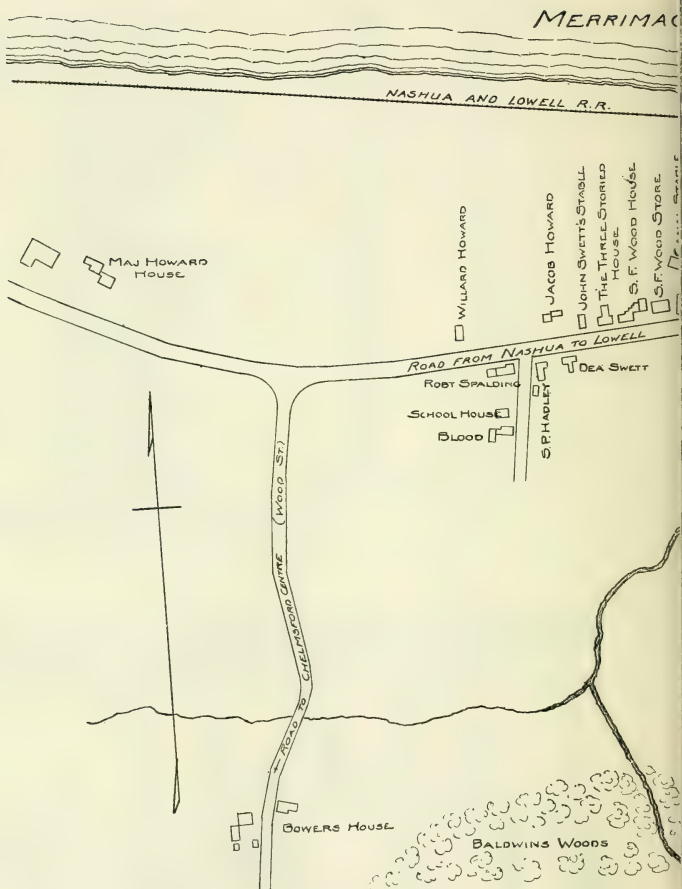 MERRIMAC
NASHUA AND LOWELL R.R.
MAJ HOWARD
HOUSE
WILLARD HOWARD
JACOB HOWARD
JOHN SWETT'S STABLE
THE THREE STORIED
HOUSE
S.F. WOOD HOUSE
S.F. WOOD STORE
STABLE
ROAD FROM NASHUA TO LOWELL
ROBT SPALDING
DEA SWETT
SCHOOL HOUSE
BLOOD
S.P. HADLEY
← ROAD TO CHELMSFORD CENTRE (WOOD ST.)
BOWERS HOUSE
BALDWINS WOODS